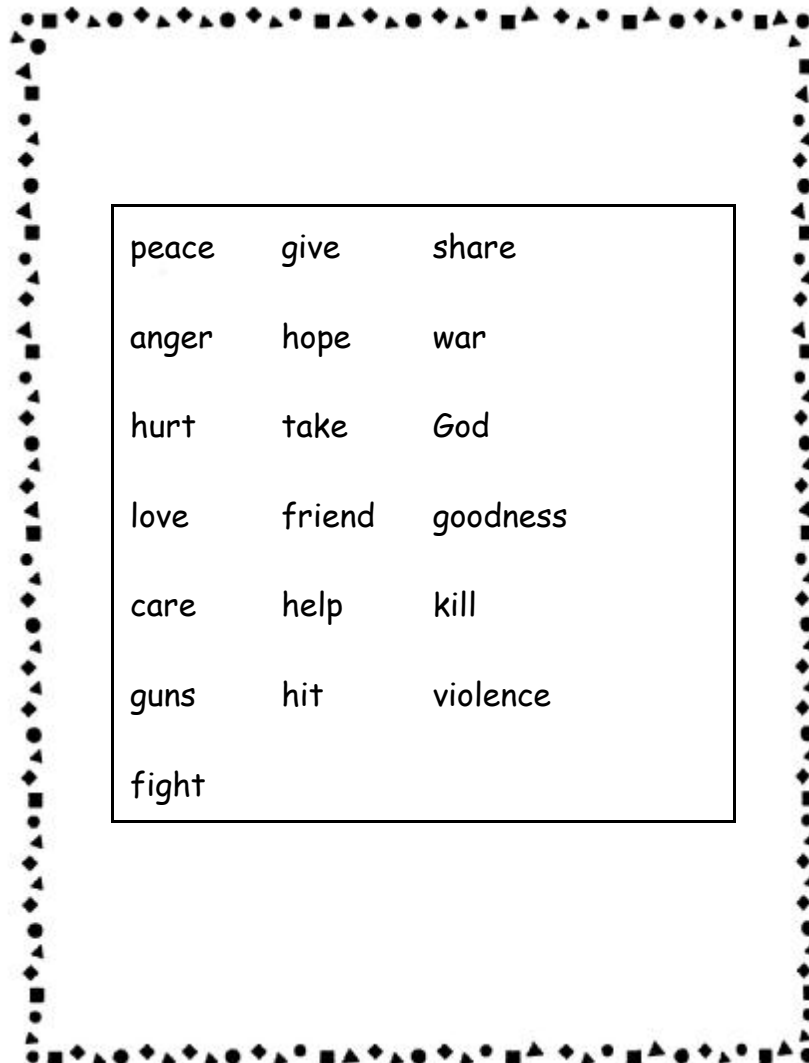 peace give share
anger hope war
hurt take God
love friend goodness
care help kill
guns hit violence
fight